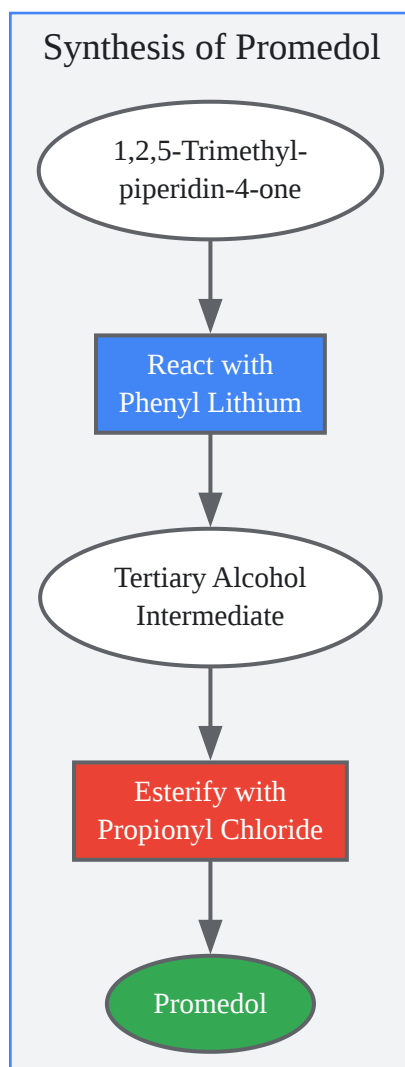 Synthesis of Promedol
1,2,5-Trimethyl-
piperidin-4-one
React with
Phenyl Lithium
Tertiary Alcohol
Intermediate
Esterify with
Propionyl Chloride
Promedol